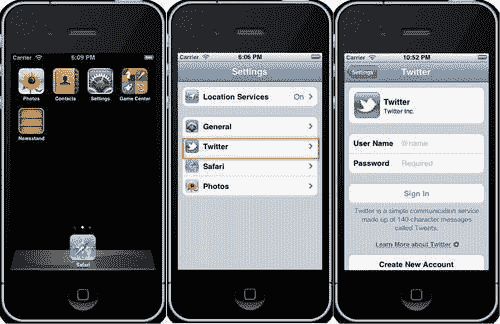 Carrier 5:09 PM
Photos Contacts Settings Game Center
Newsstand
Safari
Carrier 6:06 PM
Settings
Location Services On
General
Twitter
Safari
Photos
Carrier 10:52 PM
Settings Twitter
Twitter
Twitter Inc.
User Name @name
Password Required
Sign In
Twitter is a simple communication service
made up of 140-character messages
called Tweets.
Learn More about Twitter
Create New Account